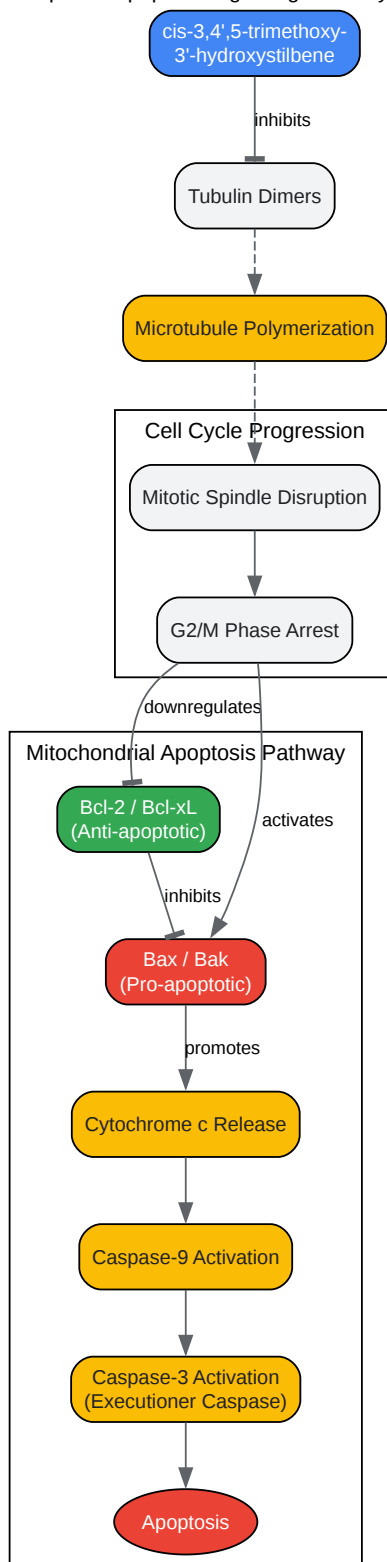 cis-3,4',5-trimethoxy-
3'-hydroxystilbene
inhibits
Tubulin Dimers
Microtubule Polymerization
Cell Cycle Progression
Mitotic Spindle Disruption
G2/M Phase Arrest
downregulates
Mitochondrial Apoptosis Pathway
Bcl-2 / Bcl-xL
(Anti-apoptotic)
activates
inhibits
Bax / Bak
(Pro-apoptotic)
promotes
Cytochrome c Release
Caspase-9 Activation
Caspase-3 Activation
(Executioner Caspase)
Apoptosis